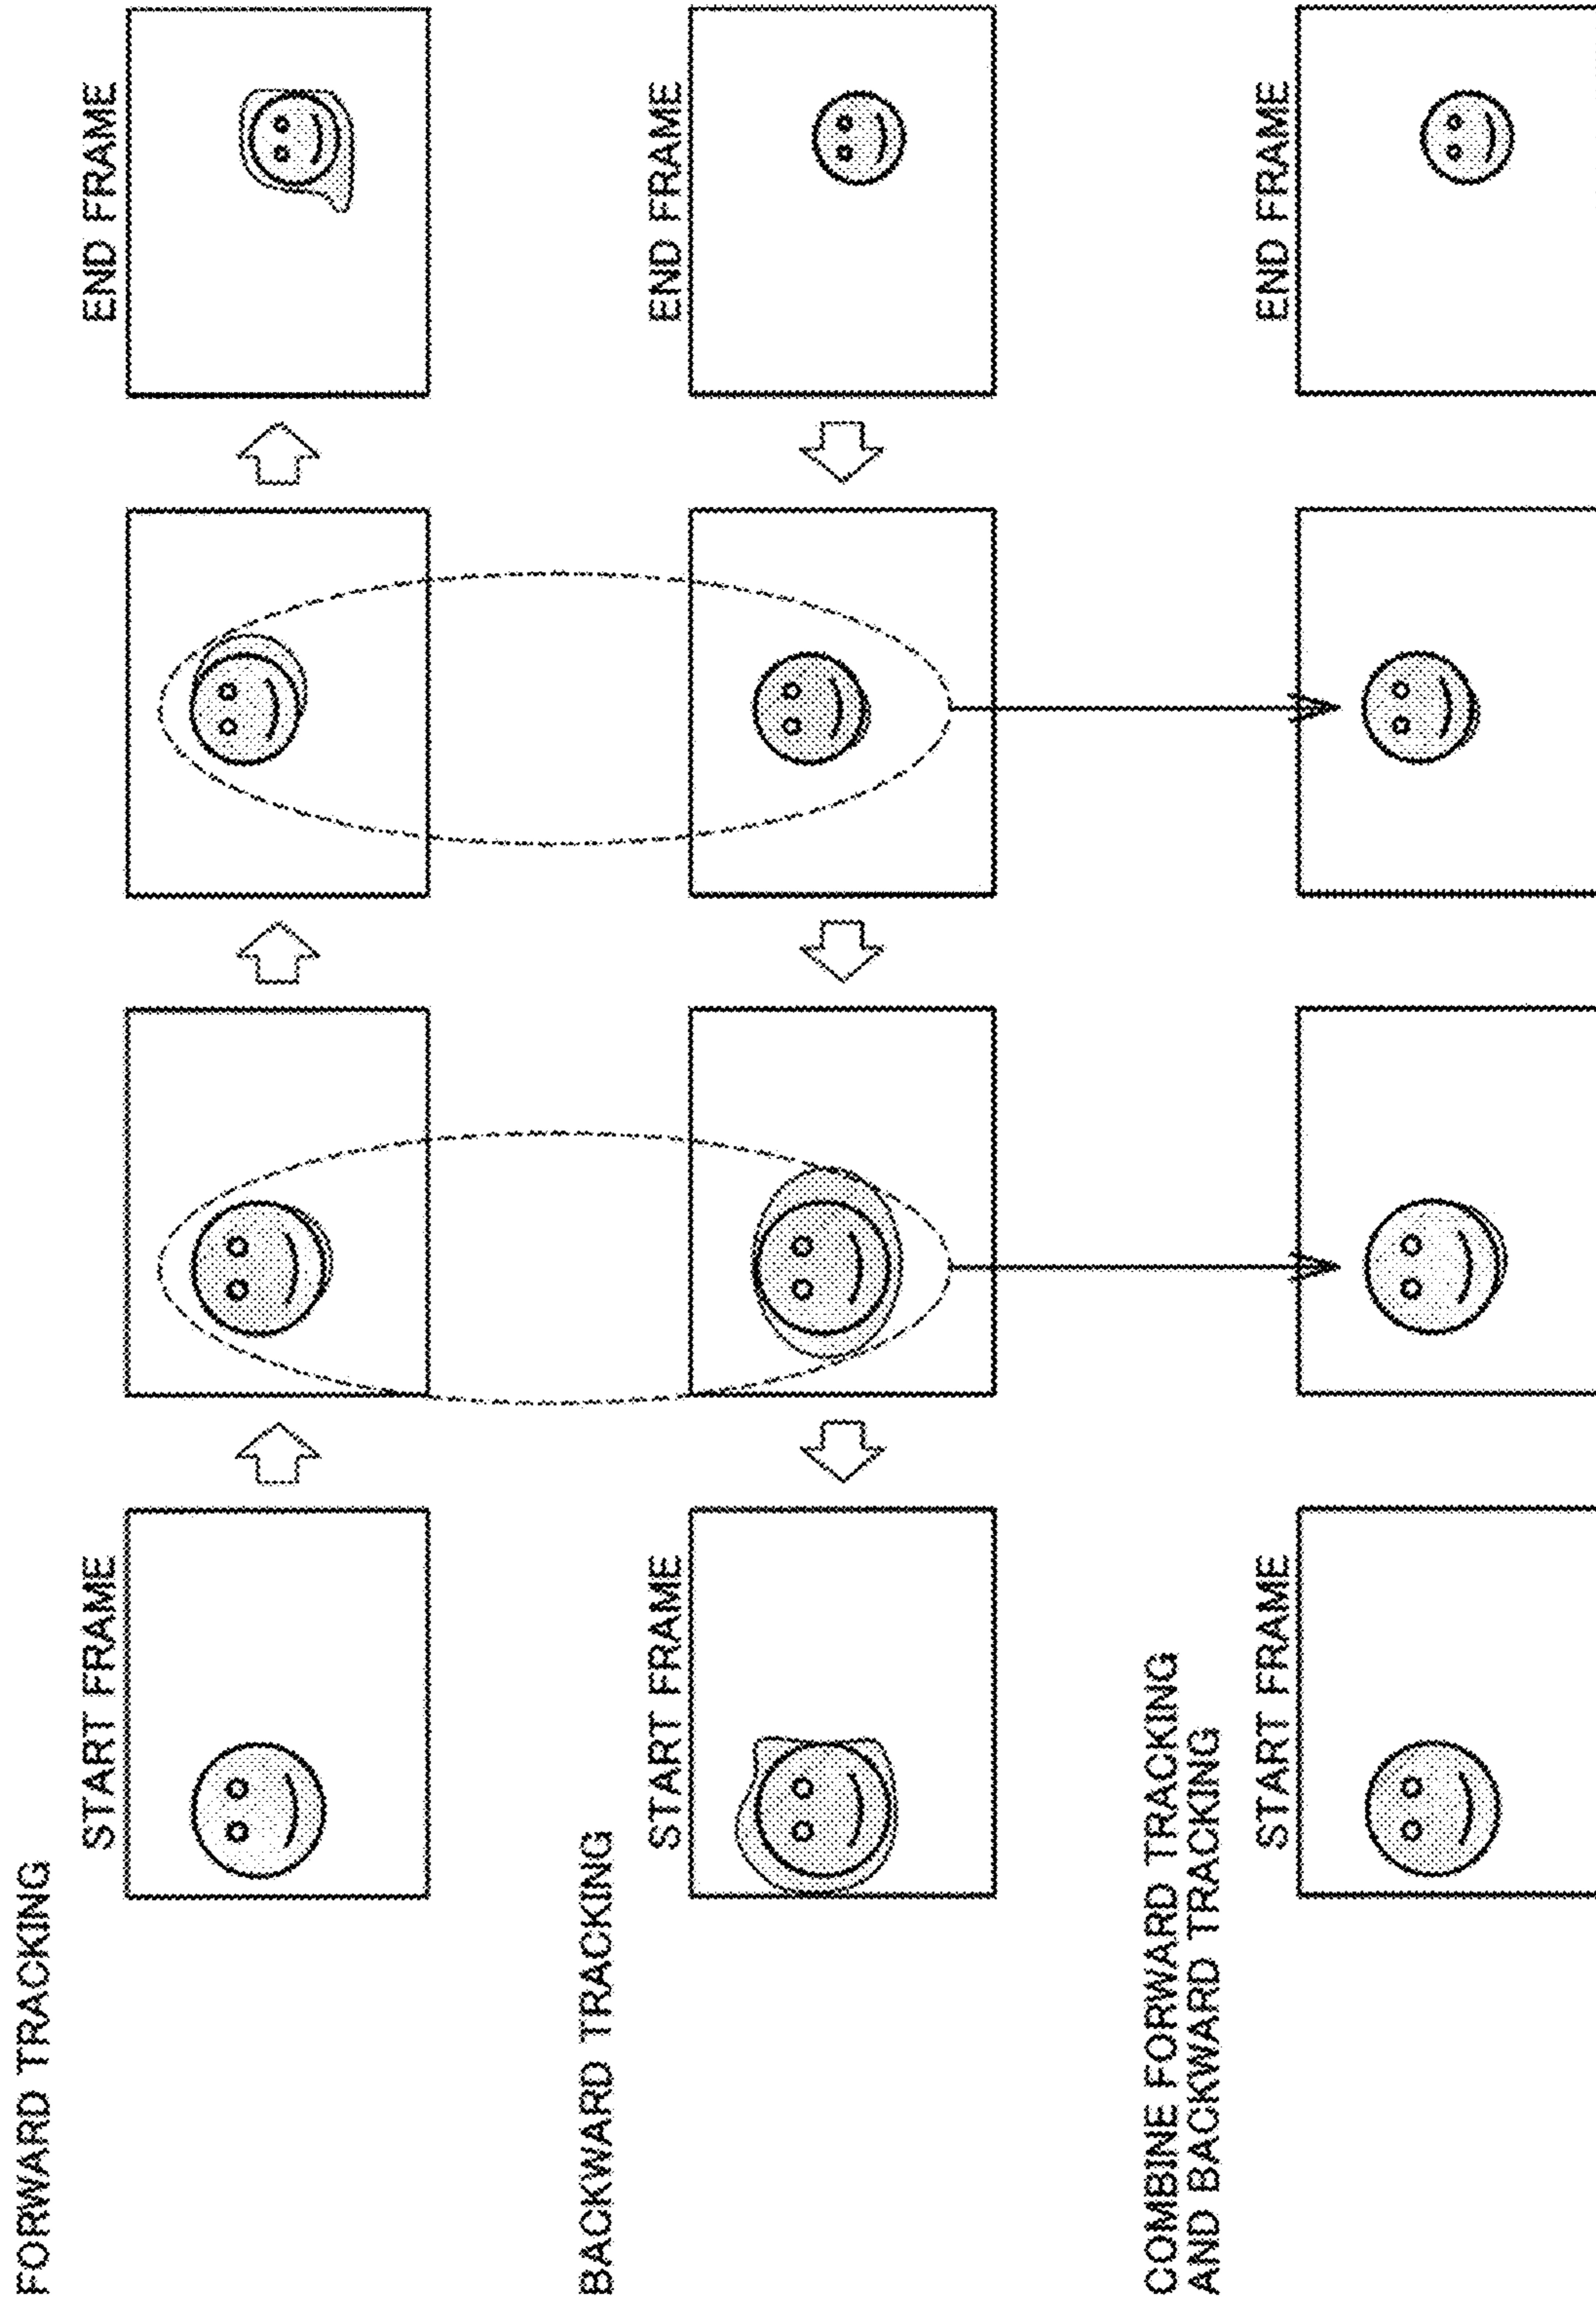 FORWARD TRACKING
START FRAME
END FRAME
BACKWARD TRACKING
START FRAME
END FRAME
COMBINE FORWARD TRACKING
AND BACKWARD TRACKING
START FRAME
END FRAME